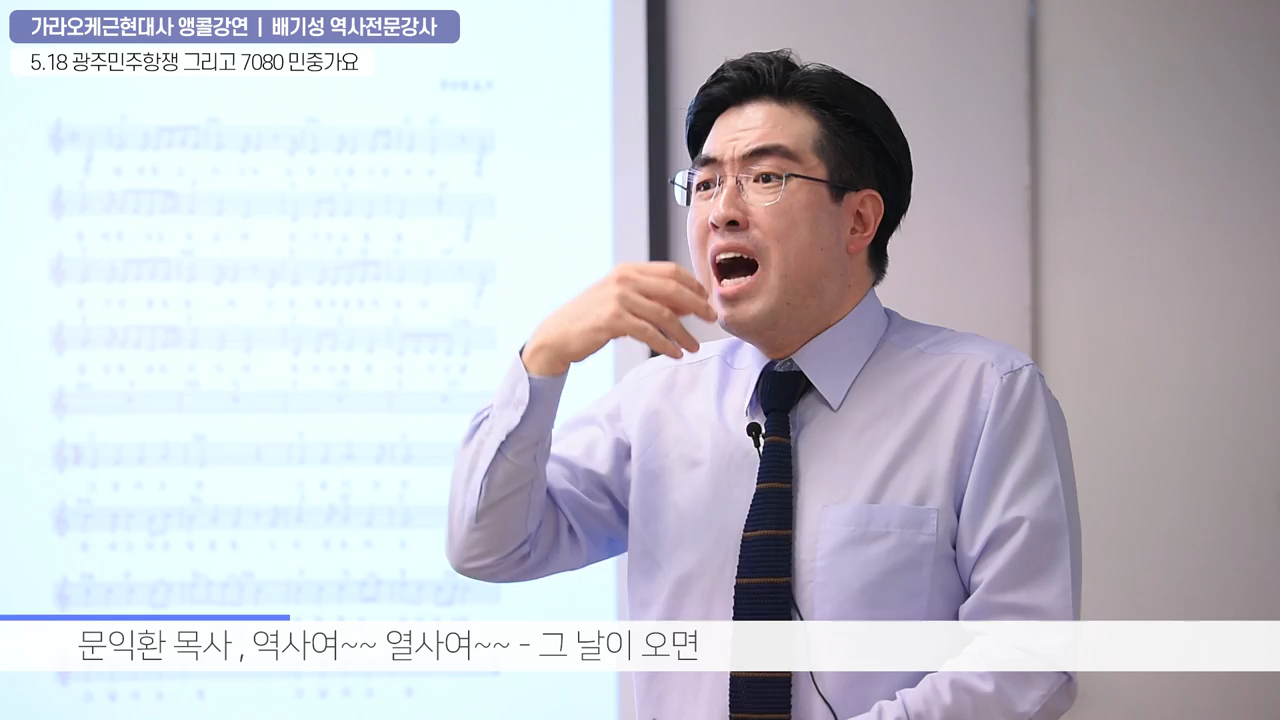 가라오케근현대사 앵콜강연 | 배기성 역사전문강사
5.18 광주민주항쟁 그리고 7080 민중가요
문익환 목사, 역사여~~ 열사여~~ - 그 날이 오면